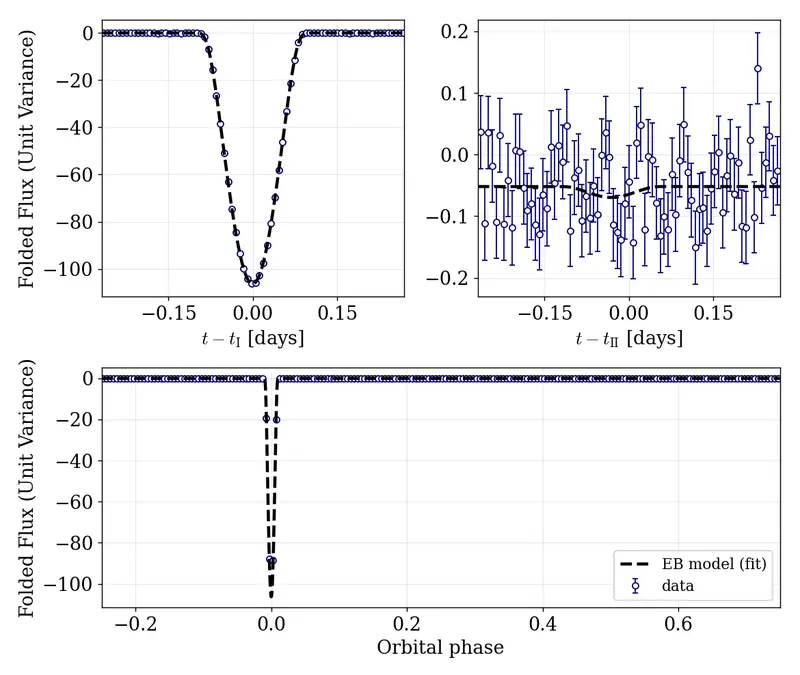 Folded Flux (Unit Variance)
0
−20
−40
−60
−80
−100
−0.15 0.00 0.15
t − t_I [days]
0.2
0.1
0.0
−0.1
−0.2
−0.15 0.00 0.15
t − t_II [days]
Folded Flux (Unit Variance)
0
−20
−40
−60
−80
−100
EB model (fit)
data
−0.2 0.0 0.2 0.4 0.6
Orbital phase